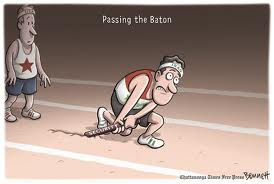 Passing the Baton
Chattanooga Times Free Press Bennett